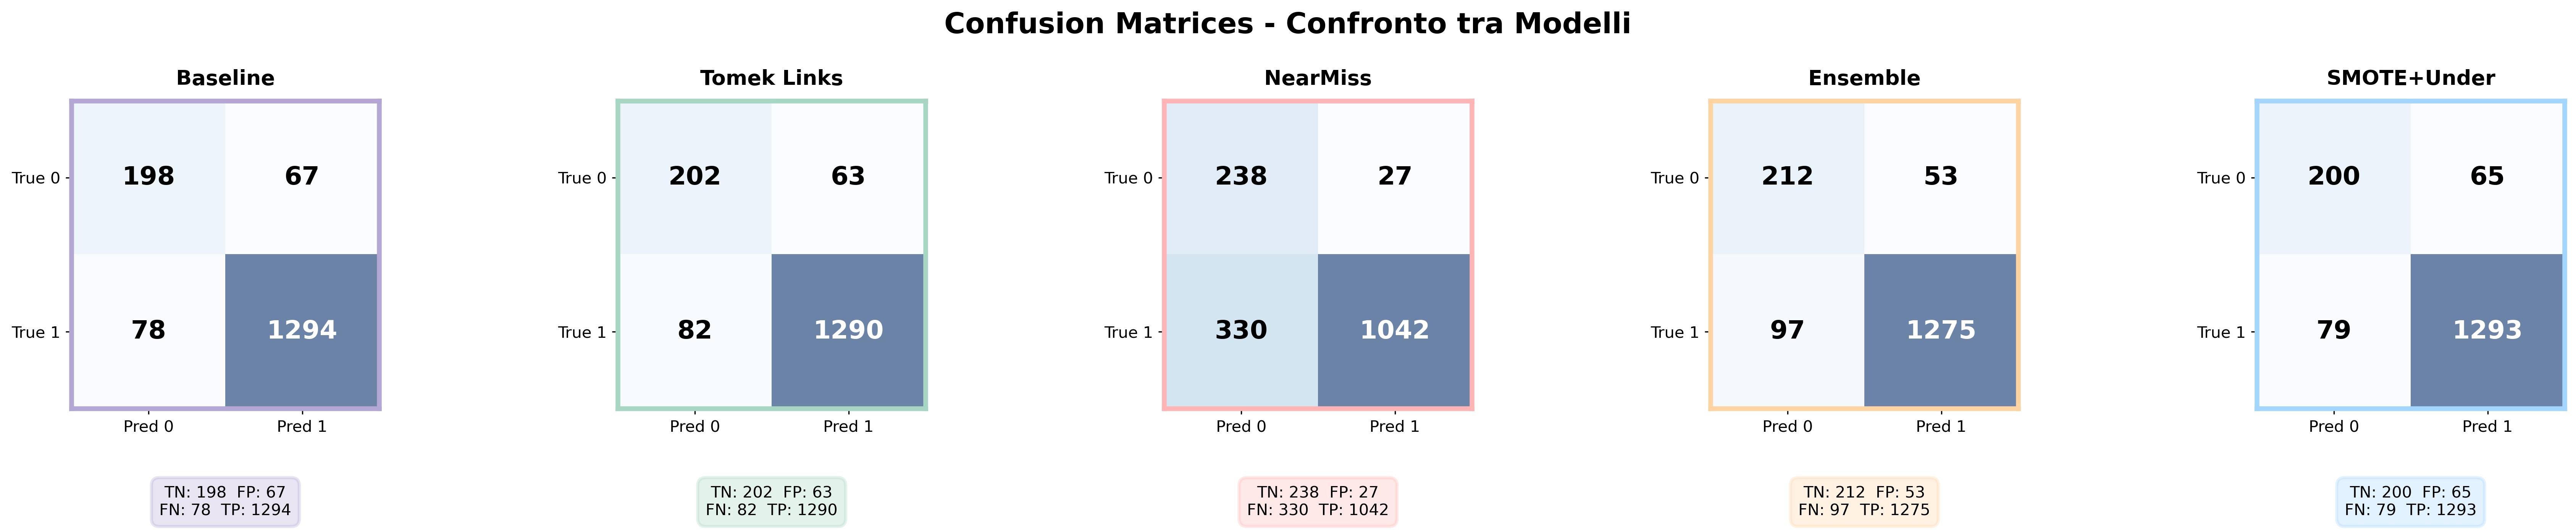 Confusion Matrices - Confronto tra Modelli
Baseline
True 0
198
67
True 1
78
1294
Pred 0
Pred 1
TN: 198 FP: 67
FN: 78 TP: 1294
Tomek Links
True 0
202
63
True 1
82
1290
Pred 0
Pred 1
TN: 202 FP: 63
FN: 82 TP: 1290
NearMiss
True 0
238
27
True 1
330
1042
Pred 0
Pred 1
TN: 238 FP: 27
FN: 330 TP: 1042
Ensemble
True 0
212
53
True 1
97
1275
Pred 0
Pred 1
TN: 212 FP: 53
FN: 97 TP: 1275
SMOTE+Under
True 0
200
65
True 1
79
1293
Pred 0
Pred 1
TN: 200 FP: 65
FN: 79 TP: 1293